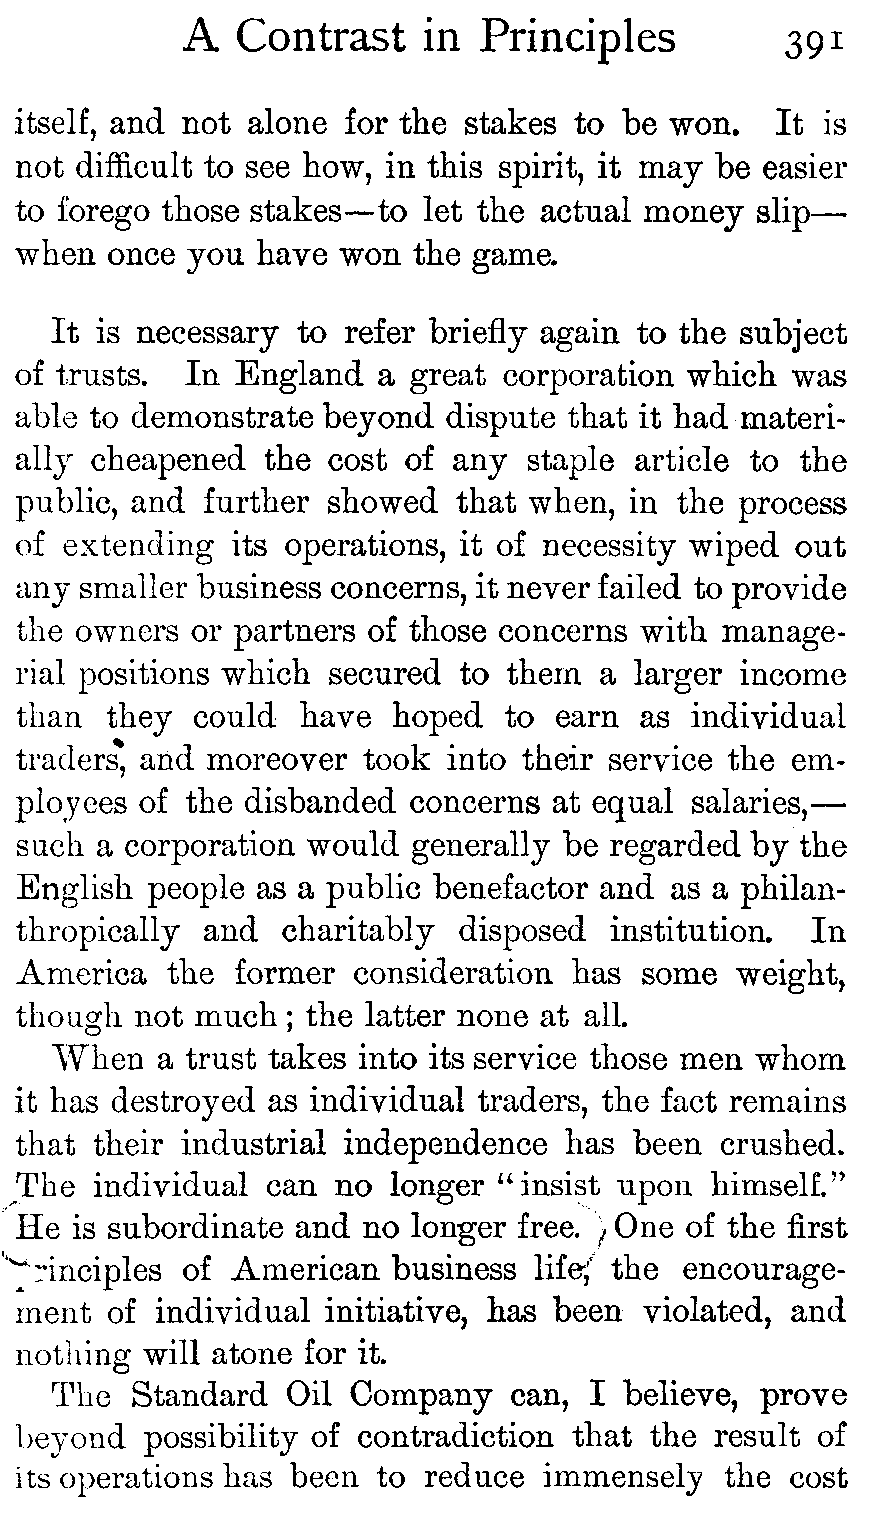 A Contrast in Principles 391
itself, and not alone for the stakes to be won. It is
not difficult to see how, in this spirit, it may be easier
to forego those stakes—to let the actual money slip—
when once you have won the game.
It is necessary to refer briefly again to the subject
of trusts. In England a great corporation which was
able to demonstrate beyond dispute that it had materi-
ally cheapened the cost of any staple article to the
public, and further showed that when, in the process
of extending its operations, it of necessity wiped out
any smaller business concerns, it never failed to provide
the owners or partners of those concerns with manage-
rial positions which secured to them a larger income
than they could have hoped to earn as individual
traders, and moreover took into their service the em-
ployees of the disbanded concerns at equal salaries,—
such a corporation would generally be regarded by the
English people as a public benefactor and as a philan-
thropically and charitably disposed institution. In
America the former consideration has some weight,
though not much; the latter none at all.
When a trust takes into its service those men whom
it has destroyed as individual traders, the fact remains
that their industrial independence has been crushed.
The individual can no longer "insist upon himself."
He is subordinate and no longer free. One of the first
principles of American business life, the encourage-
ment of individual initiative, has been violated, and
nothing will atone for it.
The Standard Oil Company can, I believe, prove
beyond possibility of contradiction that the result of
its operations has been to reduce immensely the cost